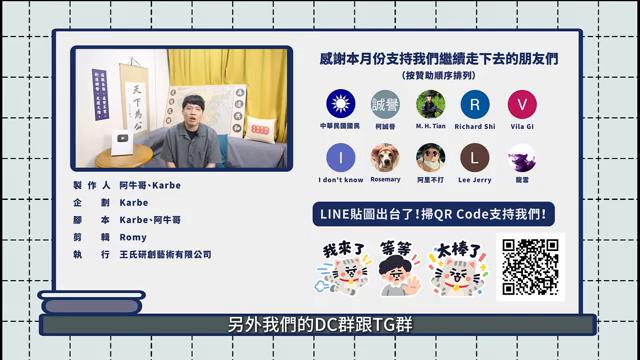 感謝本月份支持我們繼續走下去的朋友們
(按贊助順序排列)
天下為公
誠譽
R
V
中華民國國民
柯誠譽
M. H. Tian
Richard Shi
Vila GI
I
L
I don't know
Rosemary
阿里不打
Lee Jerry
龍雲
製作人 阿牛哥、Karbe
企劃 Karbe
腳本 Karbe、阿牛哥
剪輯 Romy
執行 王氏研創藝術有限公司
LINE貼圖出台了!掃QR Code支持我們!
我來了
等等
太棒了
另外我們的DC群跟TG群